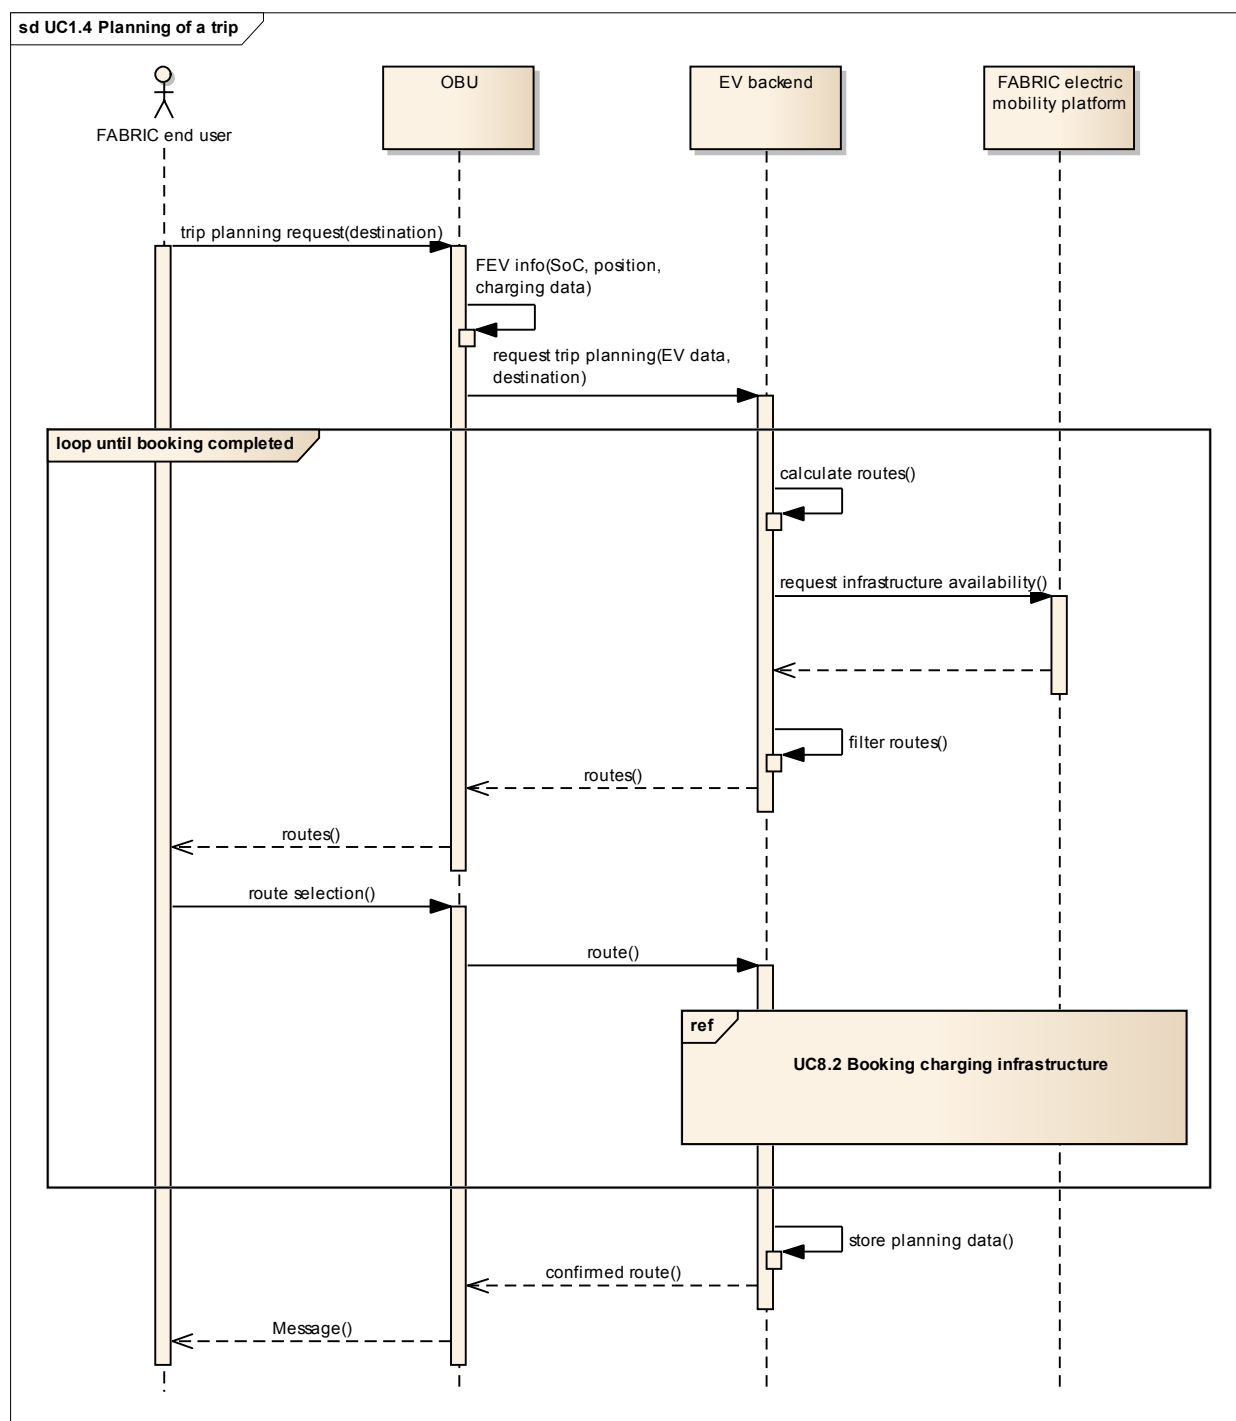 sd UC1.4 Planning of a trip
FABRIC end user
OBU
EV backend
FABRIC electric
mobility platform
trip planning request(destination)
FEV info(SoC, position,
charging data)
request trip planning(EV data,
destination)
loop until booking completed
calculate routes()
request infrastructure availability()
filter routes()
routes()
routes()
route selection()
route()
ref
UC8.2 Booking charging infrastructure
store planning data()
confirmed route()
Message()